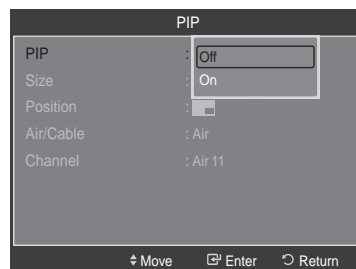 PIP
PIP : Off
On
Size :
Position :
Air/Cable : Air
Channel : Air 11
Move Enter Return